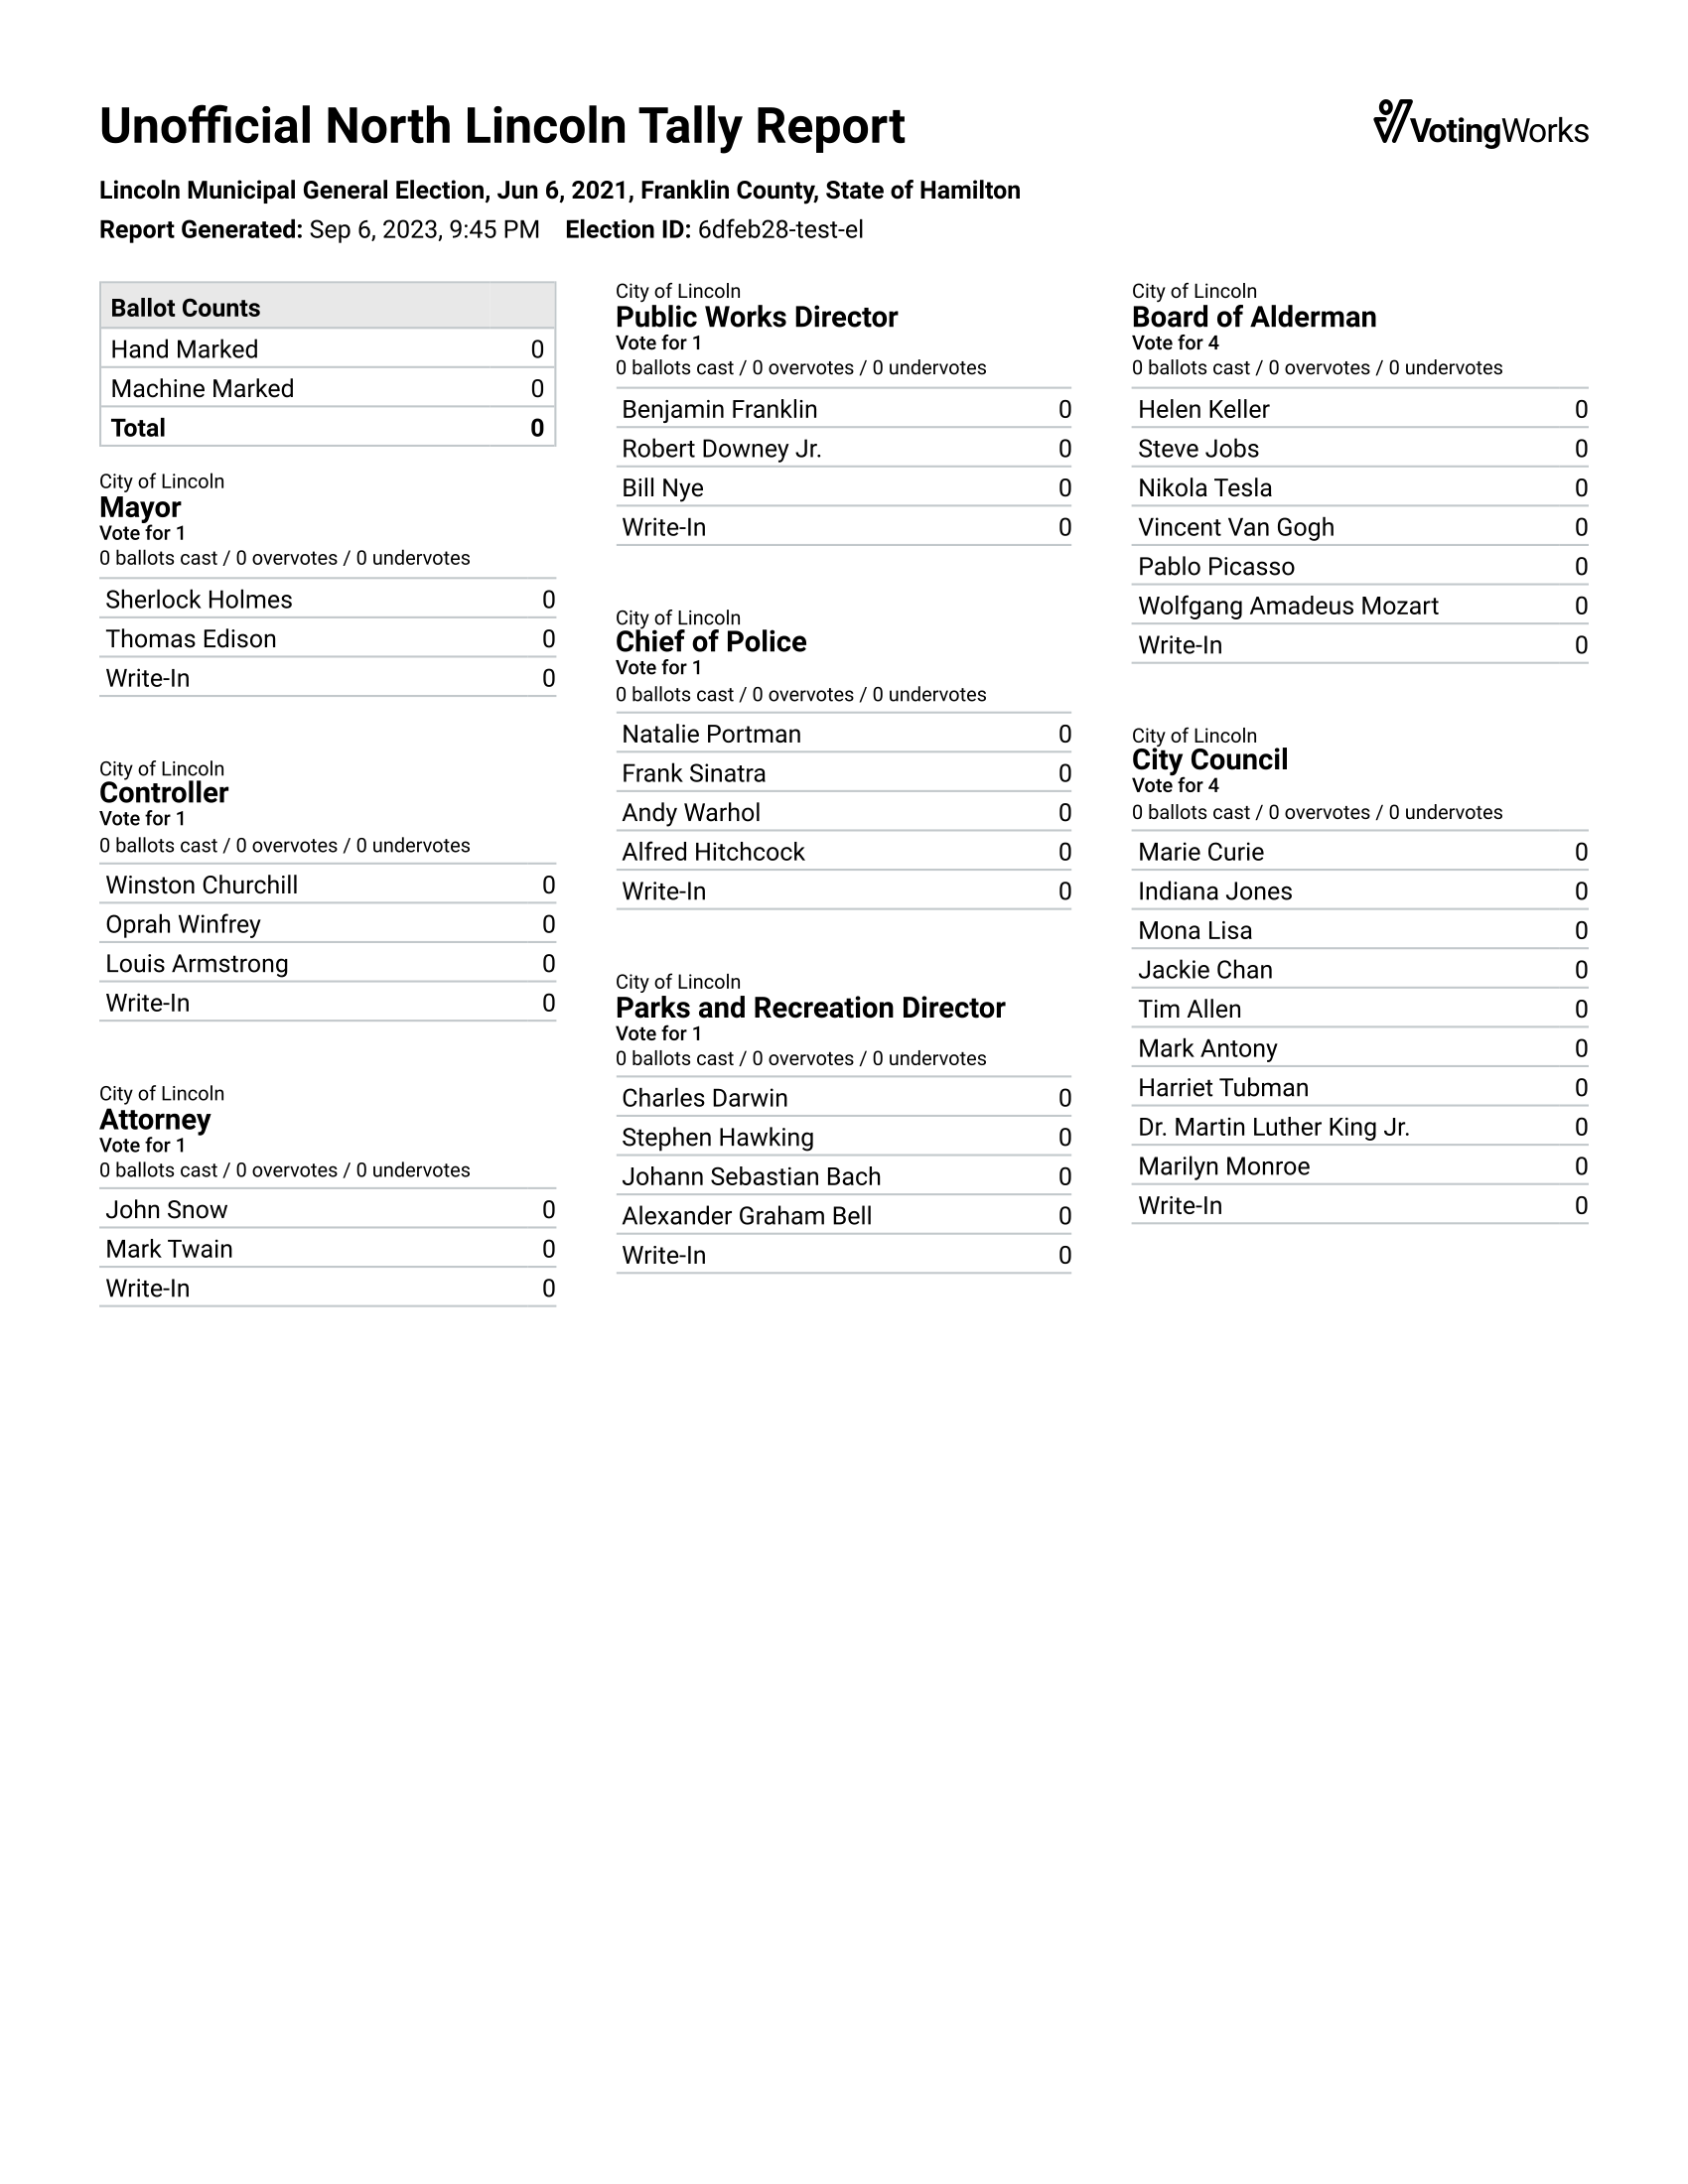 Unofficial North Lincoln Tally Report
VotingWorks
Lincoln Municipal General Election, Jun 6, 2021, Franklin County, State of Hamilton
Report Generated: Sep 6, 2023, 9:45 PM Election ID: 6dfeb28-test-el
Ballot Counts
Hand Marked 0
Machine Marked 0
Total 0
City of Lincoln
Mayor
Vote for 1
0 ballots cast / 0 overvotes / 0 undervotes
Sherlock Holmes 0
Thomas Edison 0
Write-In 0
City of Lincoln
Controller
Vote for 1
0 ballots cast / 0 overvotes / 0 undervotes
Winston Churchill 0
Oprah Winfrey 0
Louis Armstrong 0
Write-In 0
City of Lincoln
Attorney
Vote for 1
0 ballots cast / 0 overvotes / 0 undervotes
John Snow 0
Mark Twain 0
Write-In 0
City of Lincoln
Public Works Director
Vote for 1
0 ballots cast / 0 overvotes / 0 undervotes
Benjamin Franklin 0
Robert Downey Jr. 0
Bill Nye 0
Write-In 0
City of Lincoln
Chief of Police
Vote for 1
0 ballots cast / 0 overvotes / 0 undervotes
Natalie Portman 0
Frank Sinatra 0
Andy Warhol 0
Alfred Hitchcock 0
Write-In 0
City of Lincoln
Parks and Recreation Director
Vote for 1
0 ballots cast / 0 overvotes / 0 undervotes
Charles Darwin 0
Stephen Hawking 0
Johann Sebastian Bach 0
Alexander Graham Bell 0
Write-In 0
City of Lincoln
Board of Alderman
Vote for 4
0 ballots cast / 0 overvotes / 0 undervotes
Helen Keller 0
Steve Jobs 0
Nikola Tesla 0
Vincent Van Gogh 0
Pablo Picasso 0
Wolfgang Amadeus Mozart 0
Write-In 0
City of Lincoln
City Council
Vote for 4
0 ballots cast / 0 overvotes / 0 undervotes
Marie Curie 0
Indiana Jones 0
Mona Lisa 0
Jackie Chan 0
Tim Allen 0
Mark Antony 0
Harriet Tubman 0
Dr. Martin Luther King Jr. 0
Marilyn Monroe 0
Write-In 0